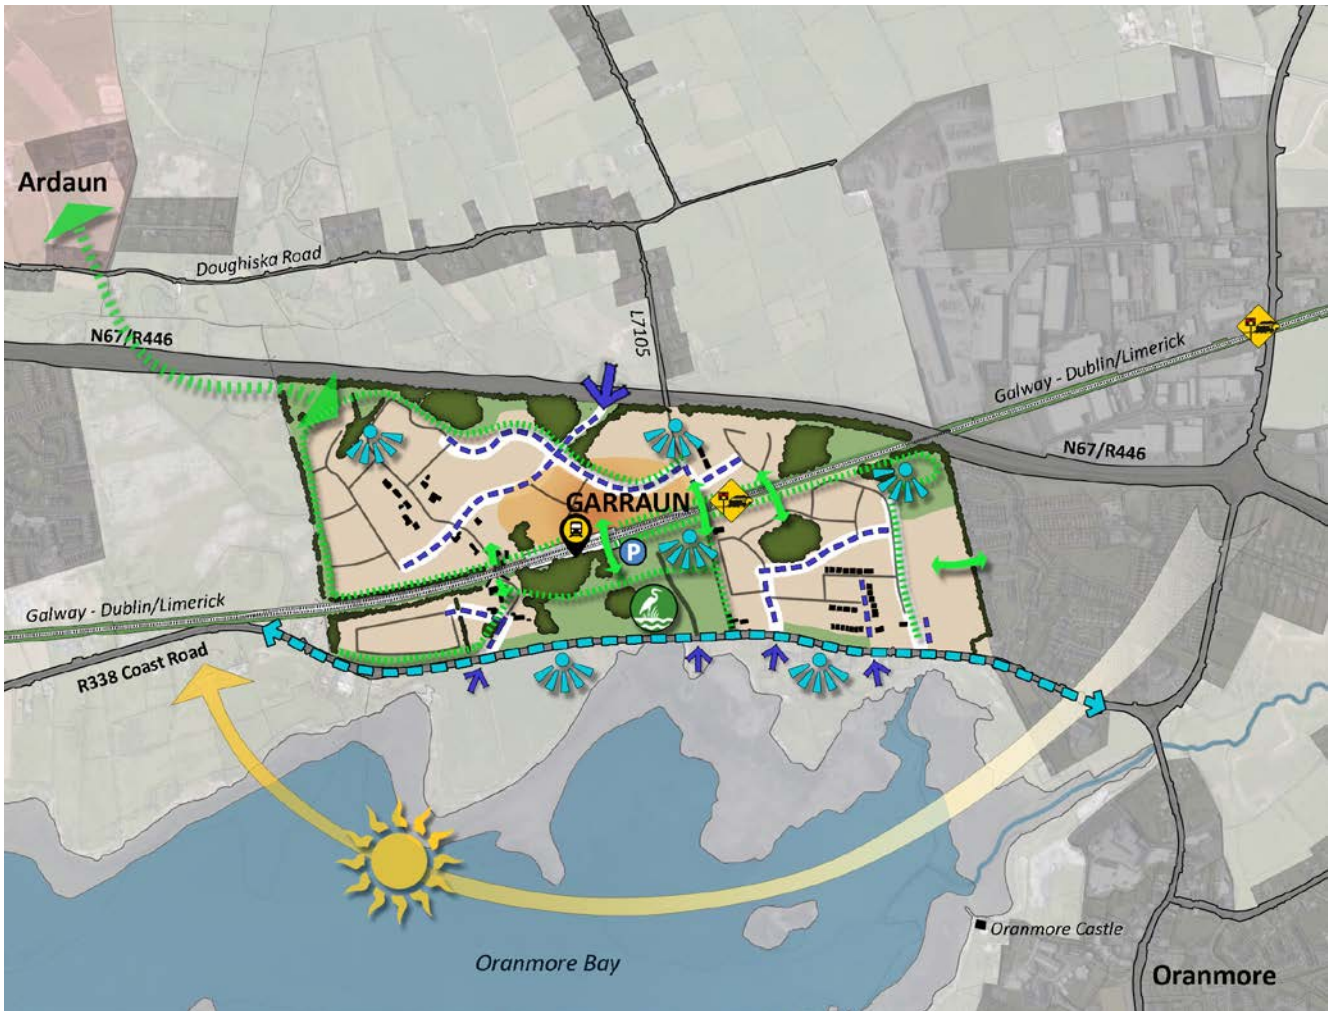 Ardaun
Doughiska Road
N67/R446
L7105
Galway - Dublin/Limerick
N67/R446
GARRAUN
P
Galway - Dublin/Limerick
R338 Coast Road
Oranmore Castle
Oranmore Bay
Oranmore